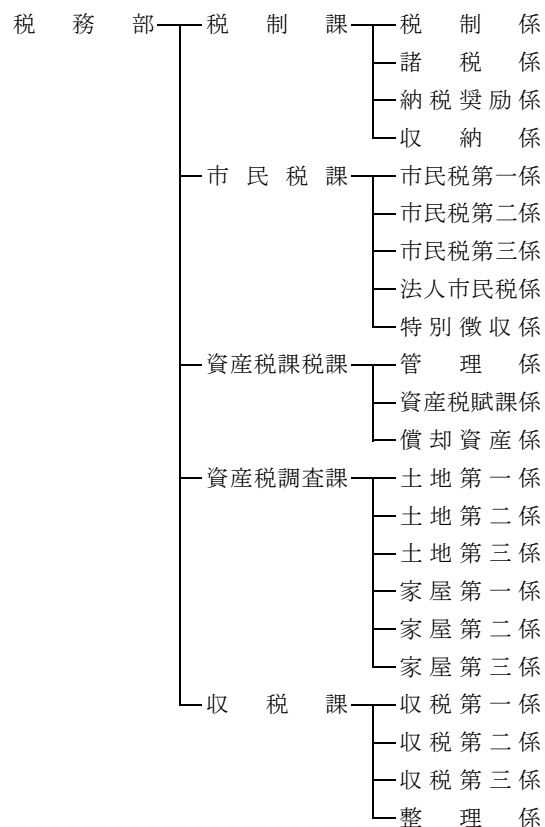 税務部 税制課 税制係
諸税係
納税奨励係
収納係
市民税課 市民税第一係
市民税第二係
市民税第三係
法人市民税係
特別徴収係
資産税課税課 管理係
資産税賦課係
償却資産係
資産税調査課 土地第一係
土地第二係
土地第三係
家屋第一係
家屋第二係
家屋第三係
収税課 収税第一係
収税第二係
収税第三係
整理係